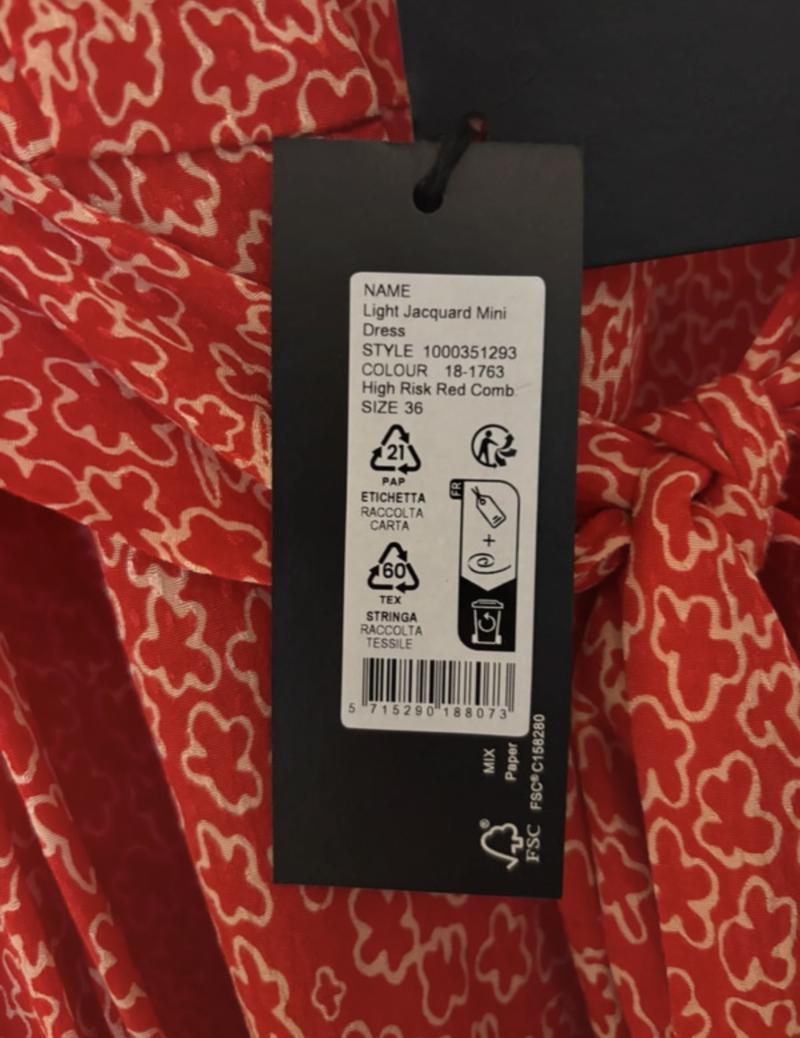 NAME
Light Jacquard Mini
Dress
STYLE 1000351293
COLOUR 18-1763
High Risk Red Comb.
SIZE 36
21
PAP
ETICHETTA
RACCOLTA
CARTA
FR
+
60
TEX
STRINGA
RACCOLTA
TESSILE
5 715290 188073
MIX
Paper
FSC® C158280
FSC®